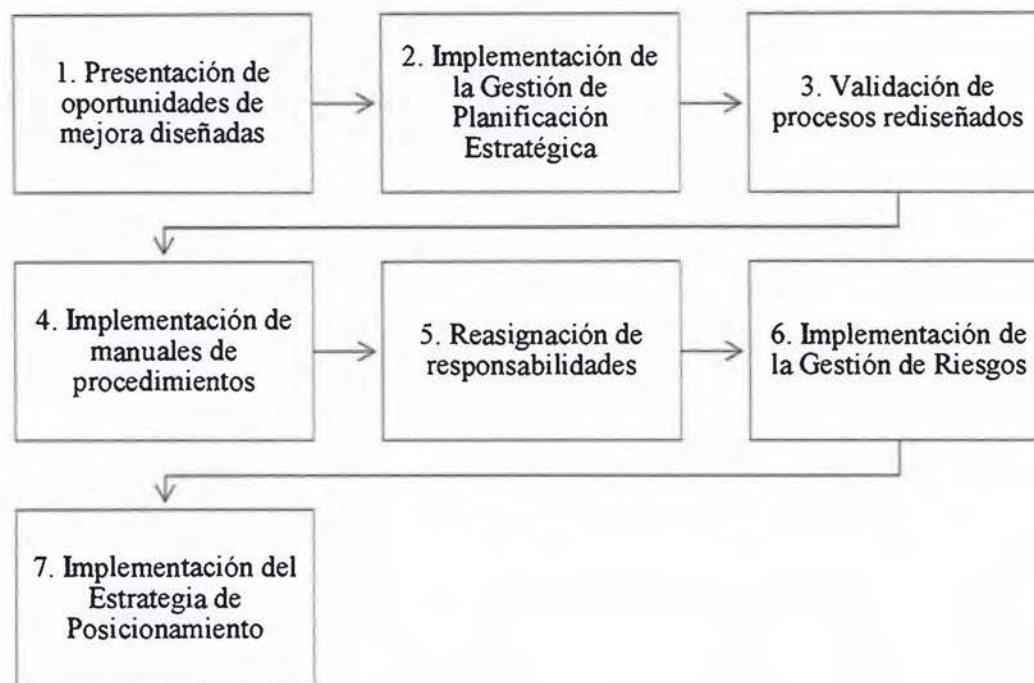 1. Presentación de
oportunidades de
mejora diseñadas
2. Implementación de
la Gestión de
Planificación
Estratégica
3. Validación de
procesos rediseñados
4. Implementación de
manuales de
procedimientos
5. Reasignación de
responsabilidades
6. Implementación de
la Gestión de Riesgos
7. Implementación del
Estrategia de
Posicionamiento